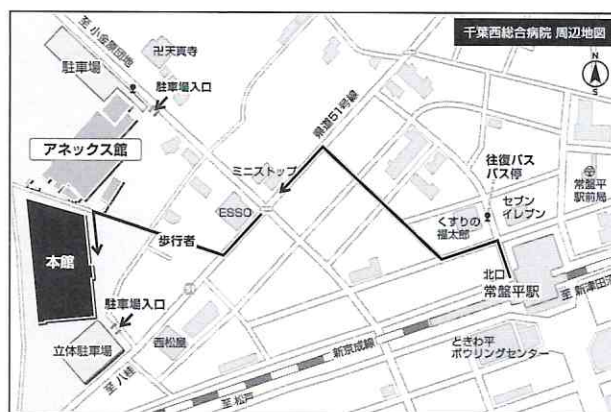 千葉西総合病院 周辺地図
N
S
至 小金原団地
卍天真寺
駐車場
駐車場入口
県道51号線
アネックス館
ミニストップ
往復バス
バス停
常盤平
駅前局
セブン
イレブン
くすりの
福太郎
ESSO
歩行者
本館
北口
常盤平駅
至 新津田沼
51
駐車場入口
西松屋
新京成線
ときわ平
ボウリングセンター
立体駐車場
至 八柱
至 松戸